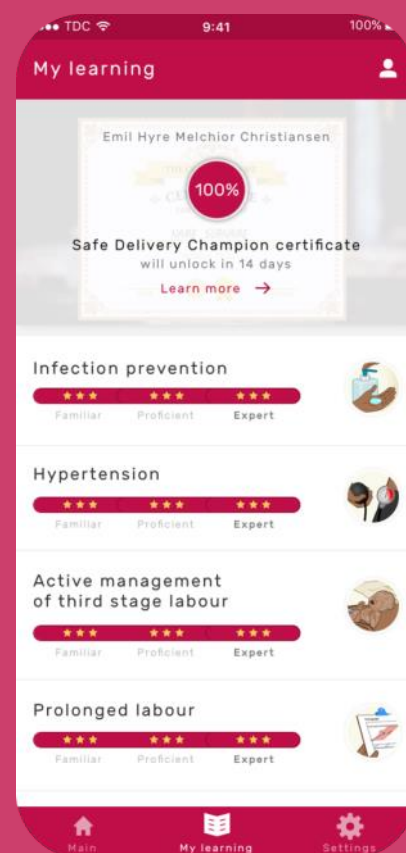 TDC
9:41
100%
My learning
Emil Hyre Melchior Christiansen
100%
Safe Delivery Champion certificate
will unlock in 14 days
Learn more →
Infection prevention
Familiar Proficient Expert
Hypertension
Familiar Proficient Expert
Active management
of third stage labour
Familiar Proficient Expert
Prolonged labour
Familiar Proficient Expert
Main My learning Settings